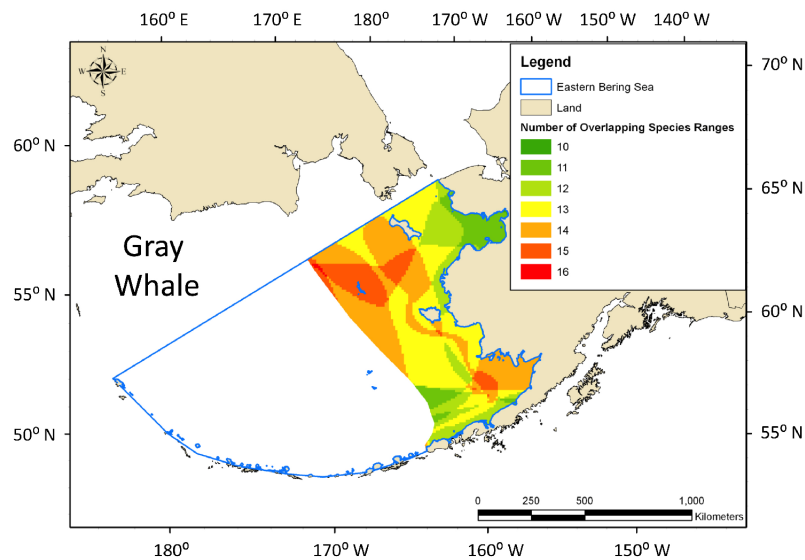 160° E 170° E 180° 170° W 160° W 150° W 140° W
N
W E
S
Legend
Eastern Bering Sea
Land
Number of Overlapping Species Ranges
10
11
12
13
14
15
16
70° N
60° N
65° N
Gray
Whale
55° N
60° N
50° N
55° N
0 250 500 1,000
Kilometers
180° 170° W 160° W 150° W